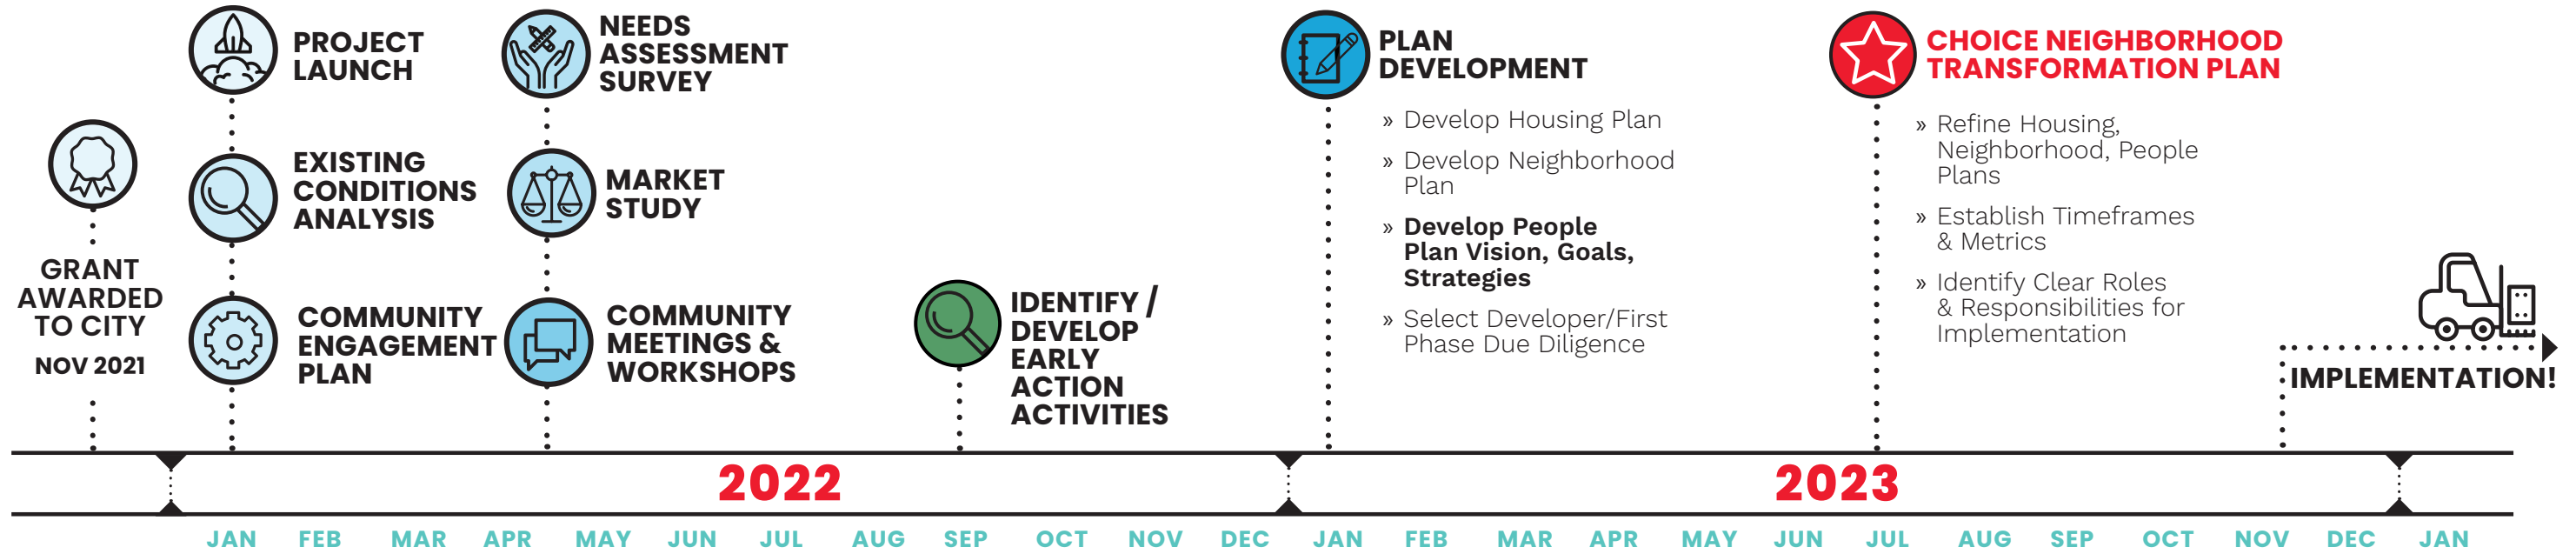 GRANT
AWARDED
TO CITY
NOV 2021
PROJECT
LAUNCH
EXISTING
CONDITIONS
ANALYSIS
COMMUNITY
ENGAGEMENT
PLAN
NEEDS
ASSESSMENT
SURVEY
MARKET
STUDY
COMMUNITY
MEETINGS &
WORKSHOPS
IDENTIFY /
DEVELOP
EARLY
ACTION
ACTIVITIES
PLAN
DEVELOPMENT
» Develop Housing Plan
» Develop Neighborhood
Plan
» Develop People
Plan Vision, Goals,
Strategies
» Select Developer/First
Phase Due Diligence
CHOICE NEIGHBORHOOD
TRANSFORMATION PLAN
» Refine Housing,
Neighborhood, People
Plans
» Establish Timeframes
& Metrics
» Identify Clear Roles
& Responsibilities for
Implementation
IMPLEMENTATION!
2022 2023
JAN FEB MAR APR MAY JUN JUL AUG SEP OCT NOV DEC JAN FEB MAR APR MAY JUN JUL AUG SEP OCT NOV DEC JAN